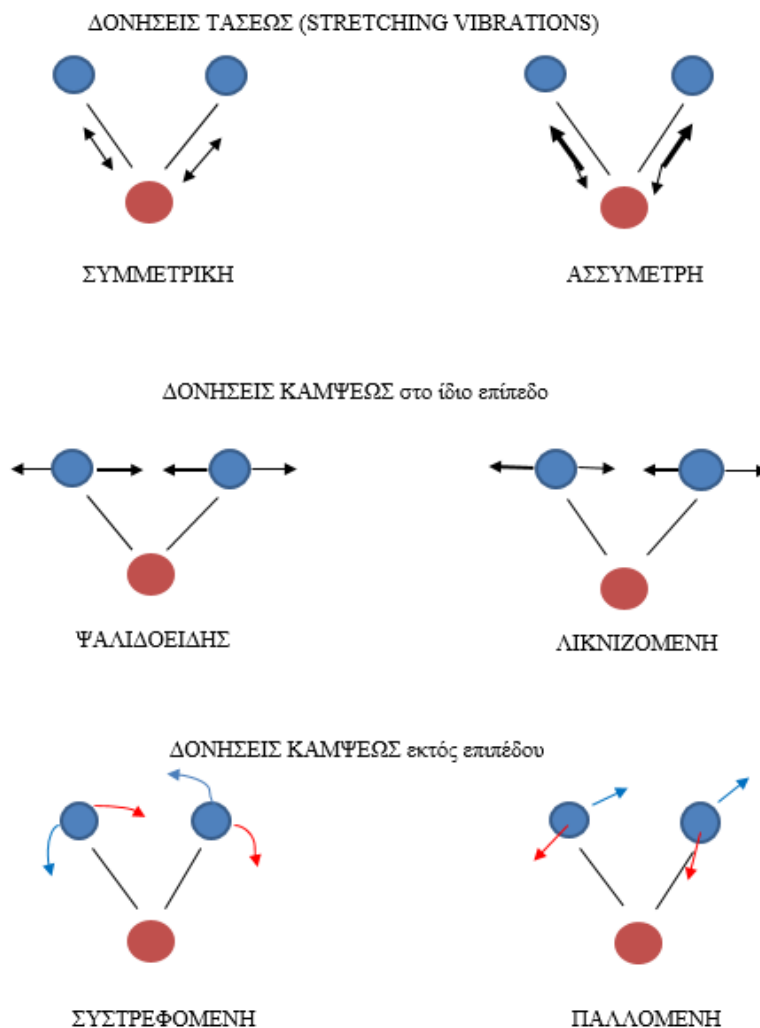 ΔΟΝΗΣΕΙΣ ΤΑΣΕΩΣ (STRETCHING VIBRATIONS)
ΣΥΜΜΕΤΡΙΚΗ
ΑΣΣΥΜΕΤΡΗ
ΔΟΝΗΣΕΙΣ ΚΑΜΨΕΩΣ στο ίδιο επίπεδο
ΨΑΛΙΔΟΕΙΔΗΣ
ΛΙΚΝΙΖΟΜΕΝΗ
ΔΟΝΗΣΕΙΣ ΚΑΜΨΕΩΣ εκτός επιπέδου
ΣΥΣΤΡΕΦΟΜΕΝΗ
ΠΑΛΛΟΜΕΝΗ